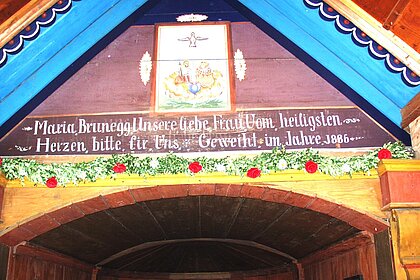 Maria, Brunegg, Unsere liebe, Frau Vom, heiligsten.
Herzen, bitte, für, Uns, - Geweiht, im, Jahre, 1886